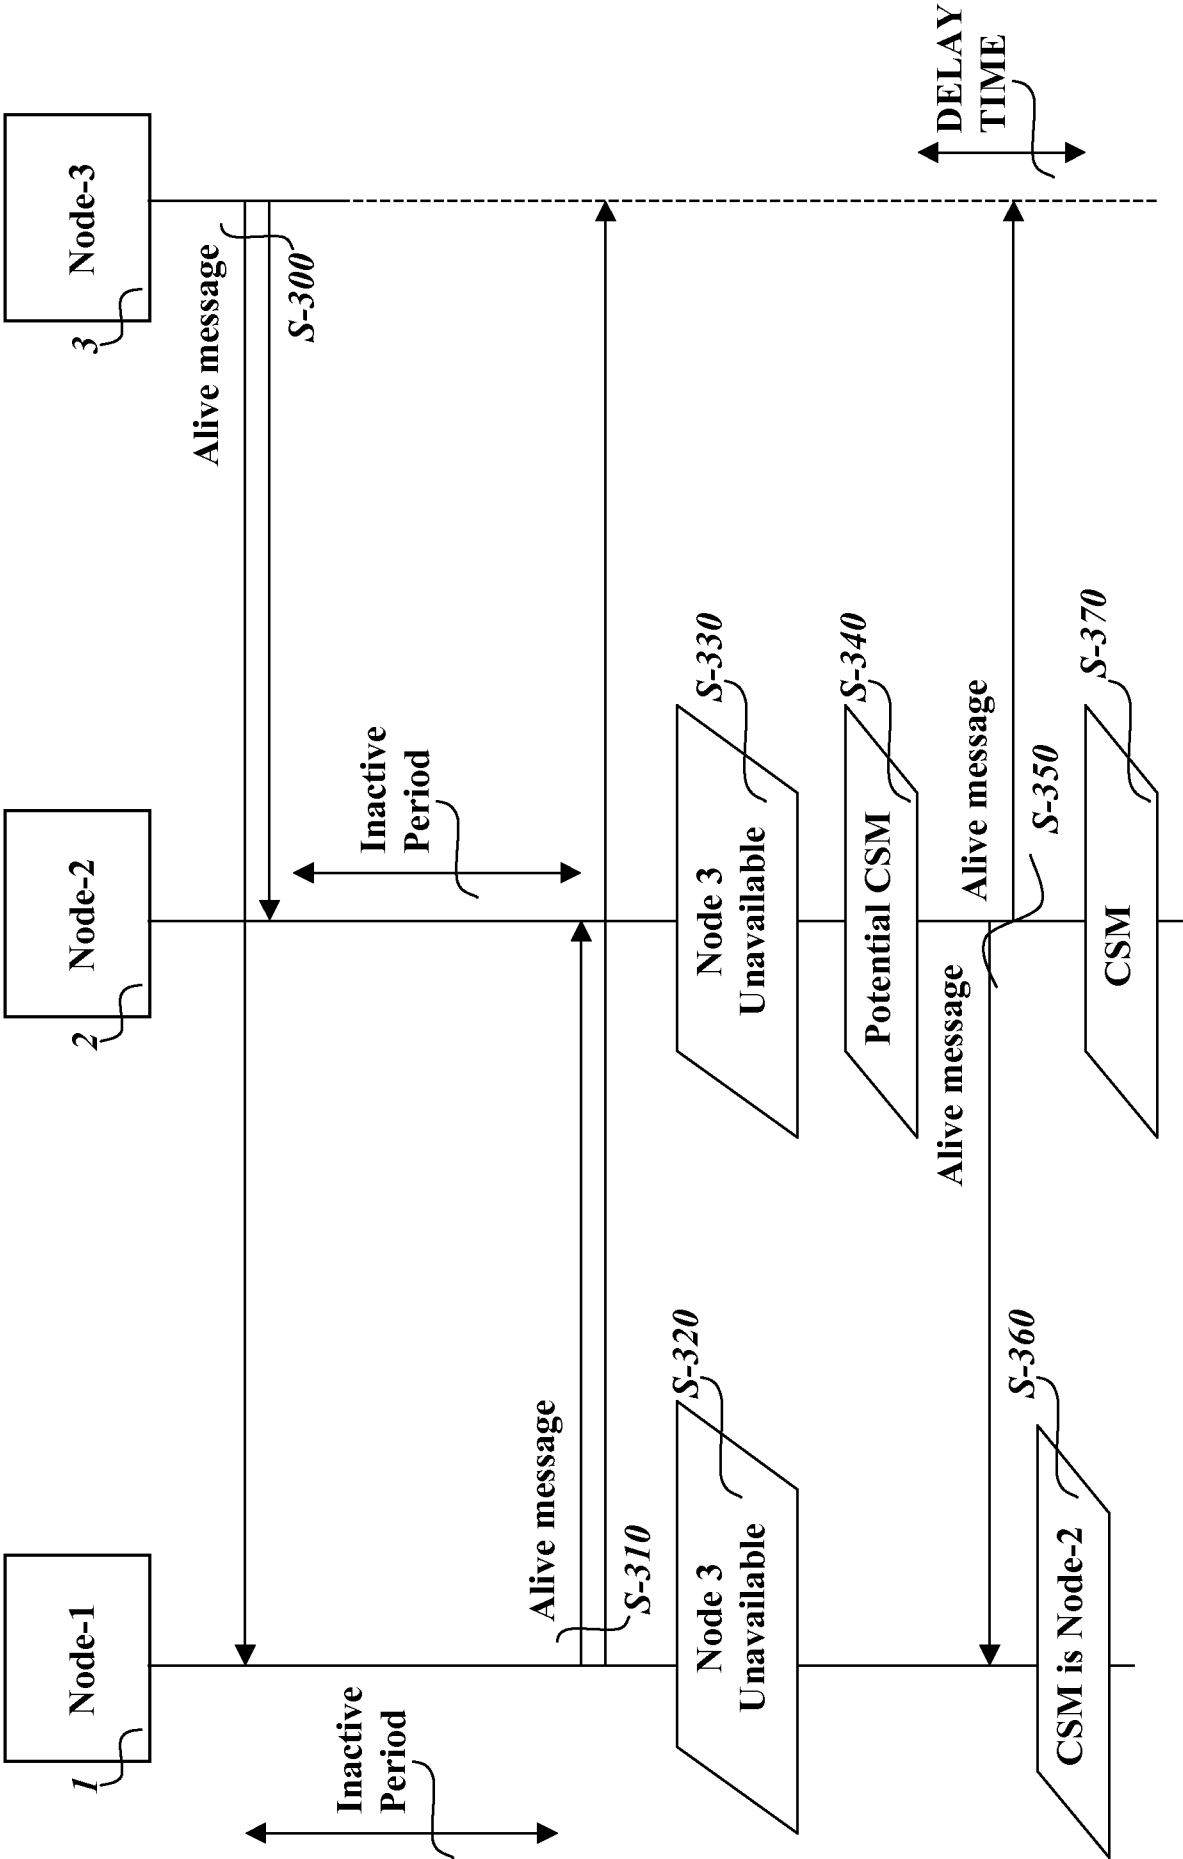 Node-1
1
Node-2
2
Node-3
3
Alive message
S-300
Inactive
Period
Inactive
Period
Alive message
S-310
Node 3
Unavailable
S-320
Node 3
Unavailable
S-330
Potential CSM
S-340
Alive message
Alive message
S-350
DELAY
TIME
CSM is Node-2
S-360
CSM
S-370